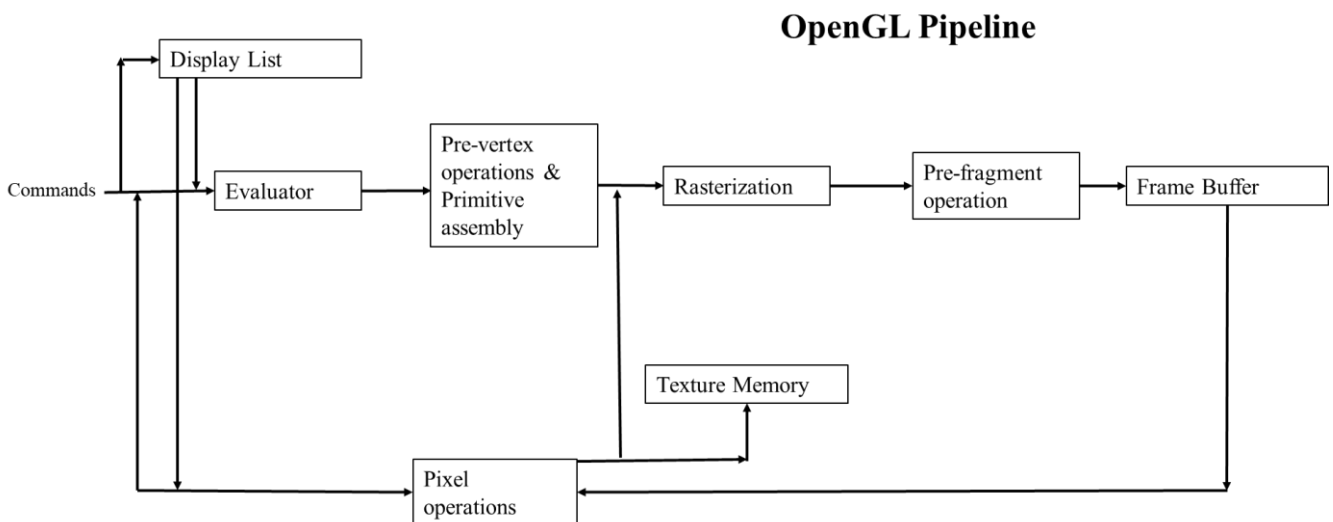 OpenGL Pipeline
Display List
Commands
Evaluator
Pre-vertex
operations &
Primitive
assembly
Rasterization
Pre-fragment
operation
Frame Buffer
Texture Memory
Pixel
operations